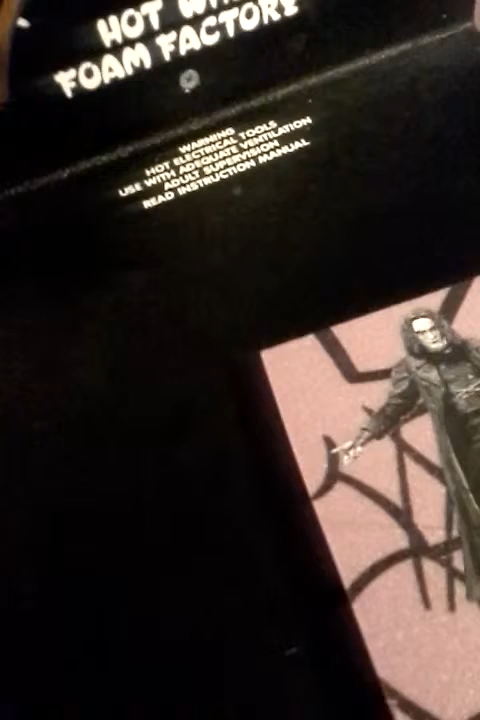 HOT
FOAM FACTORY
WARNING
HOT ELECTRICAL TOOLS
USE WITH ADEQUATE VENTILATION
ADULT SUPERVISION
READ INSTRUCTION MANUAL